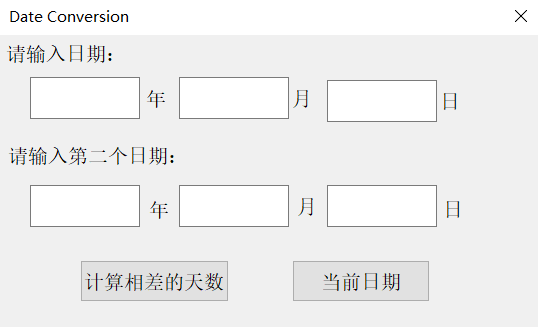 Date Conversion
请输入日期：
年 月 日
请输入第二个日期：
年 月 日
计算相差的天数 当前日期